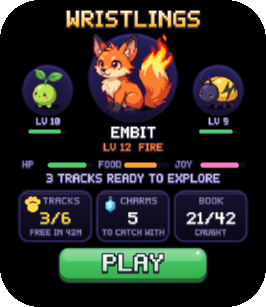 WRISTLINGS
LV 10
LV 9
EMBIT
LV 12 FIRE
HP FOOD JOY
3 TRACKS READY TO EXPLORE
TRACKS
3/6
FREE IN 42M
CHARMS
5
TO CATCH WITH
BOOK
21/42
CAUGHT
PLAY